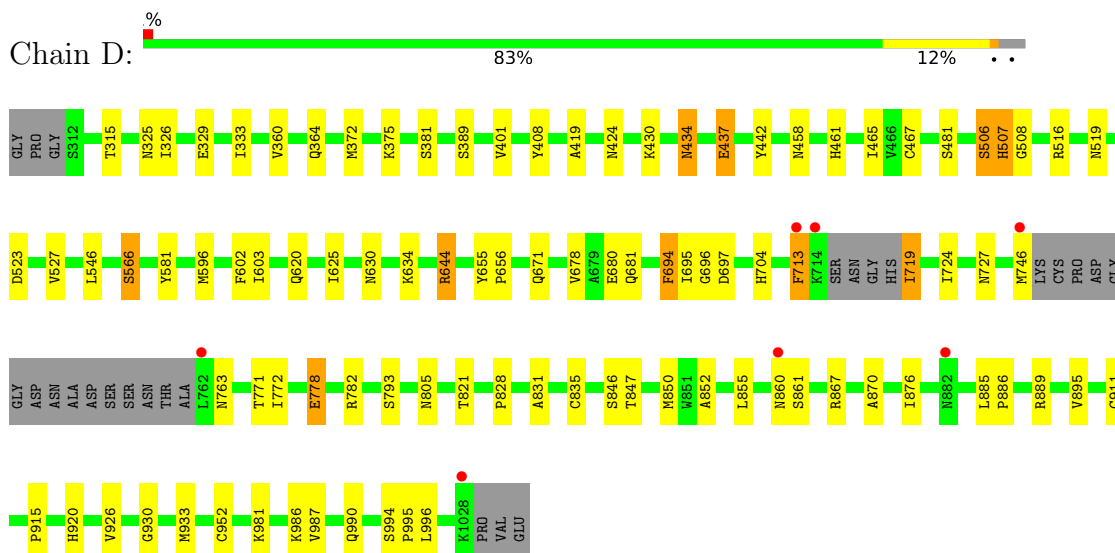 .%
Chain D:
83% 12% • •
GLY PRO GLY S312 T315 N325 I326 E329 I333 V360 Q364 M372 K375 S381 S389 V401 Y408 A419 N424 K430 N434 E437 Y442 N458 H461 I465 V466 C467 S481 S506 H507 G508 R516 N519
D523 V527 L546 S566 Y581 M596 F602 I603 Q620 I625 N630 K634 R644 Y655 P656 Q671 V678 A679 E680 Q681 F694 I695 G696 D697 H704 F713 K714 SER ASN GLY HIS I719 I724 N727 M746 LYS CYS PRO ASP GLY
GLY ASP ASN ALA ASP SER SER ASN THR ALA L762 N763 T771 I772 E778 R782 S793 N805 T821 P828 A831 C835 S846 T847 M850 W851 A852 L855 N860 S861 R867 A870 I876 N882 L885 P886 R889 V895
P915 H920 V926 G930 M933 C952 K981 K986 V987 Q990 S994 P995 L996 K1028 PRO VAL GLU